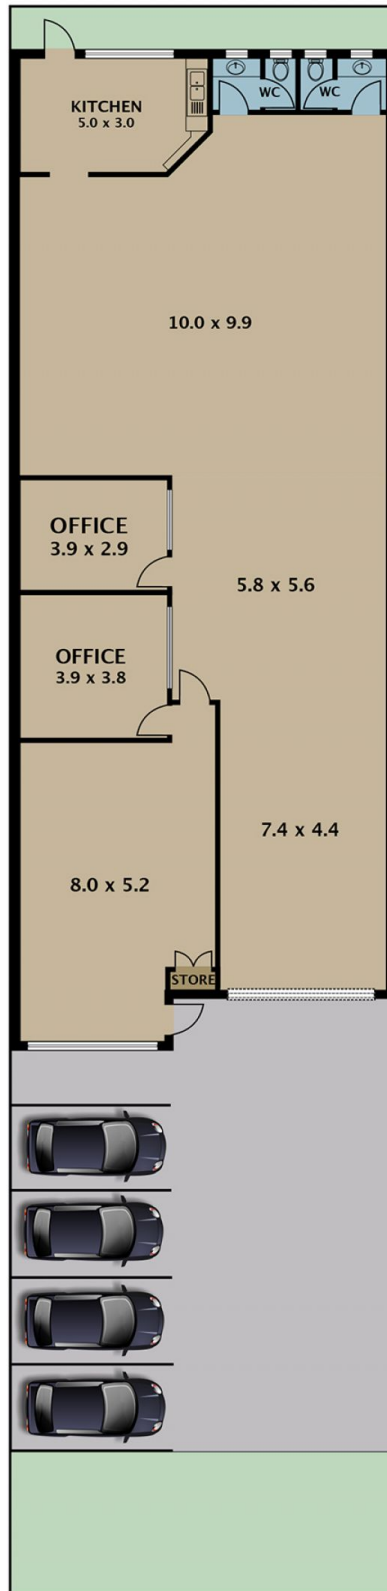 KITCHEN
5.0 x 3.0
WC
WC
10.0 x 9.9
OFFICE
3.9 x 2.9
5.8 x 5.6
OFFICE
3.9 x 3.8
7.4 x 4.4
8.0 x 5.2
STORE